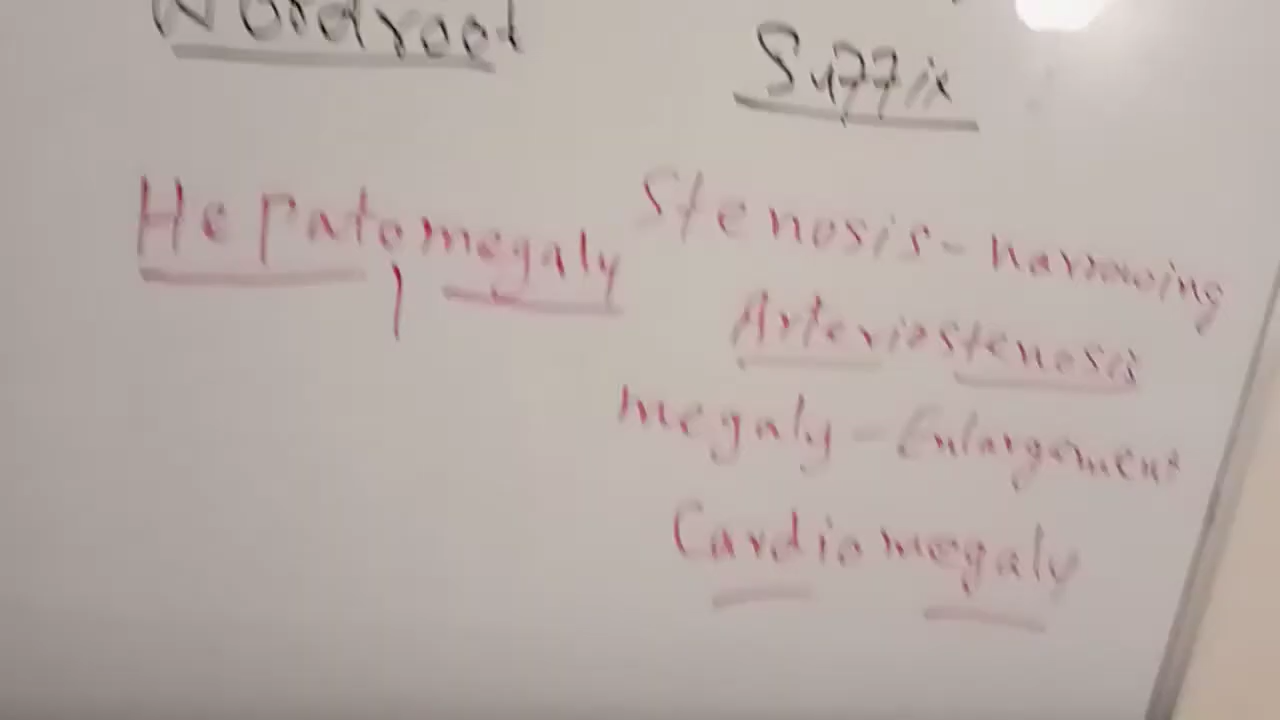 Wordroot
Suffix
Hepatomegaly
Stenosis - narrowing
Arteriostenosis
megaly - Enlargement
Cardiomegaly